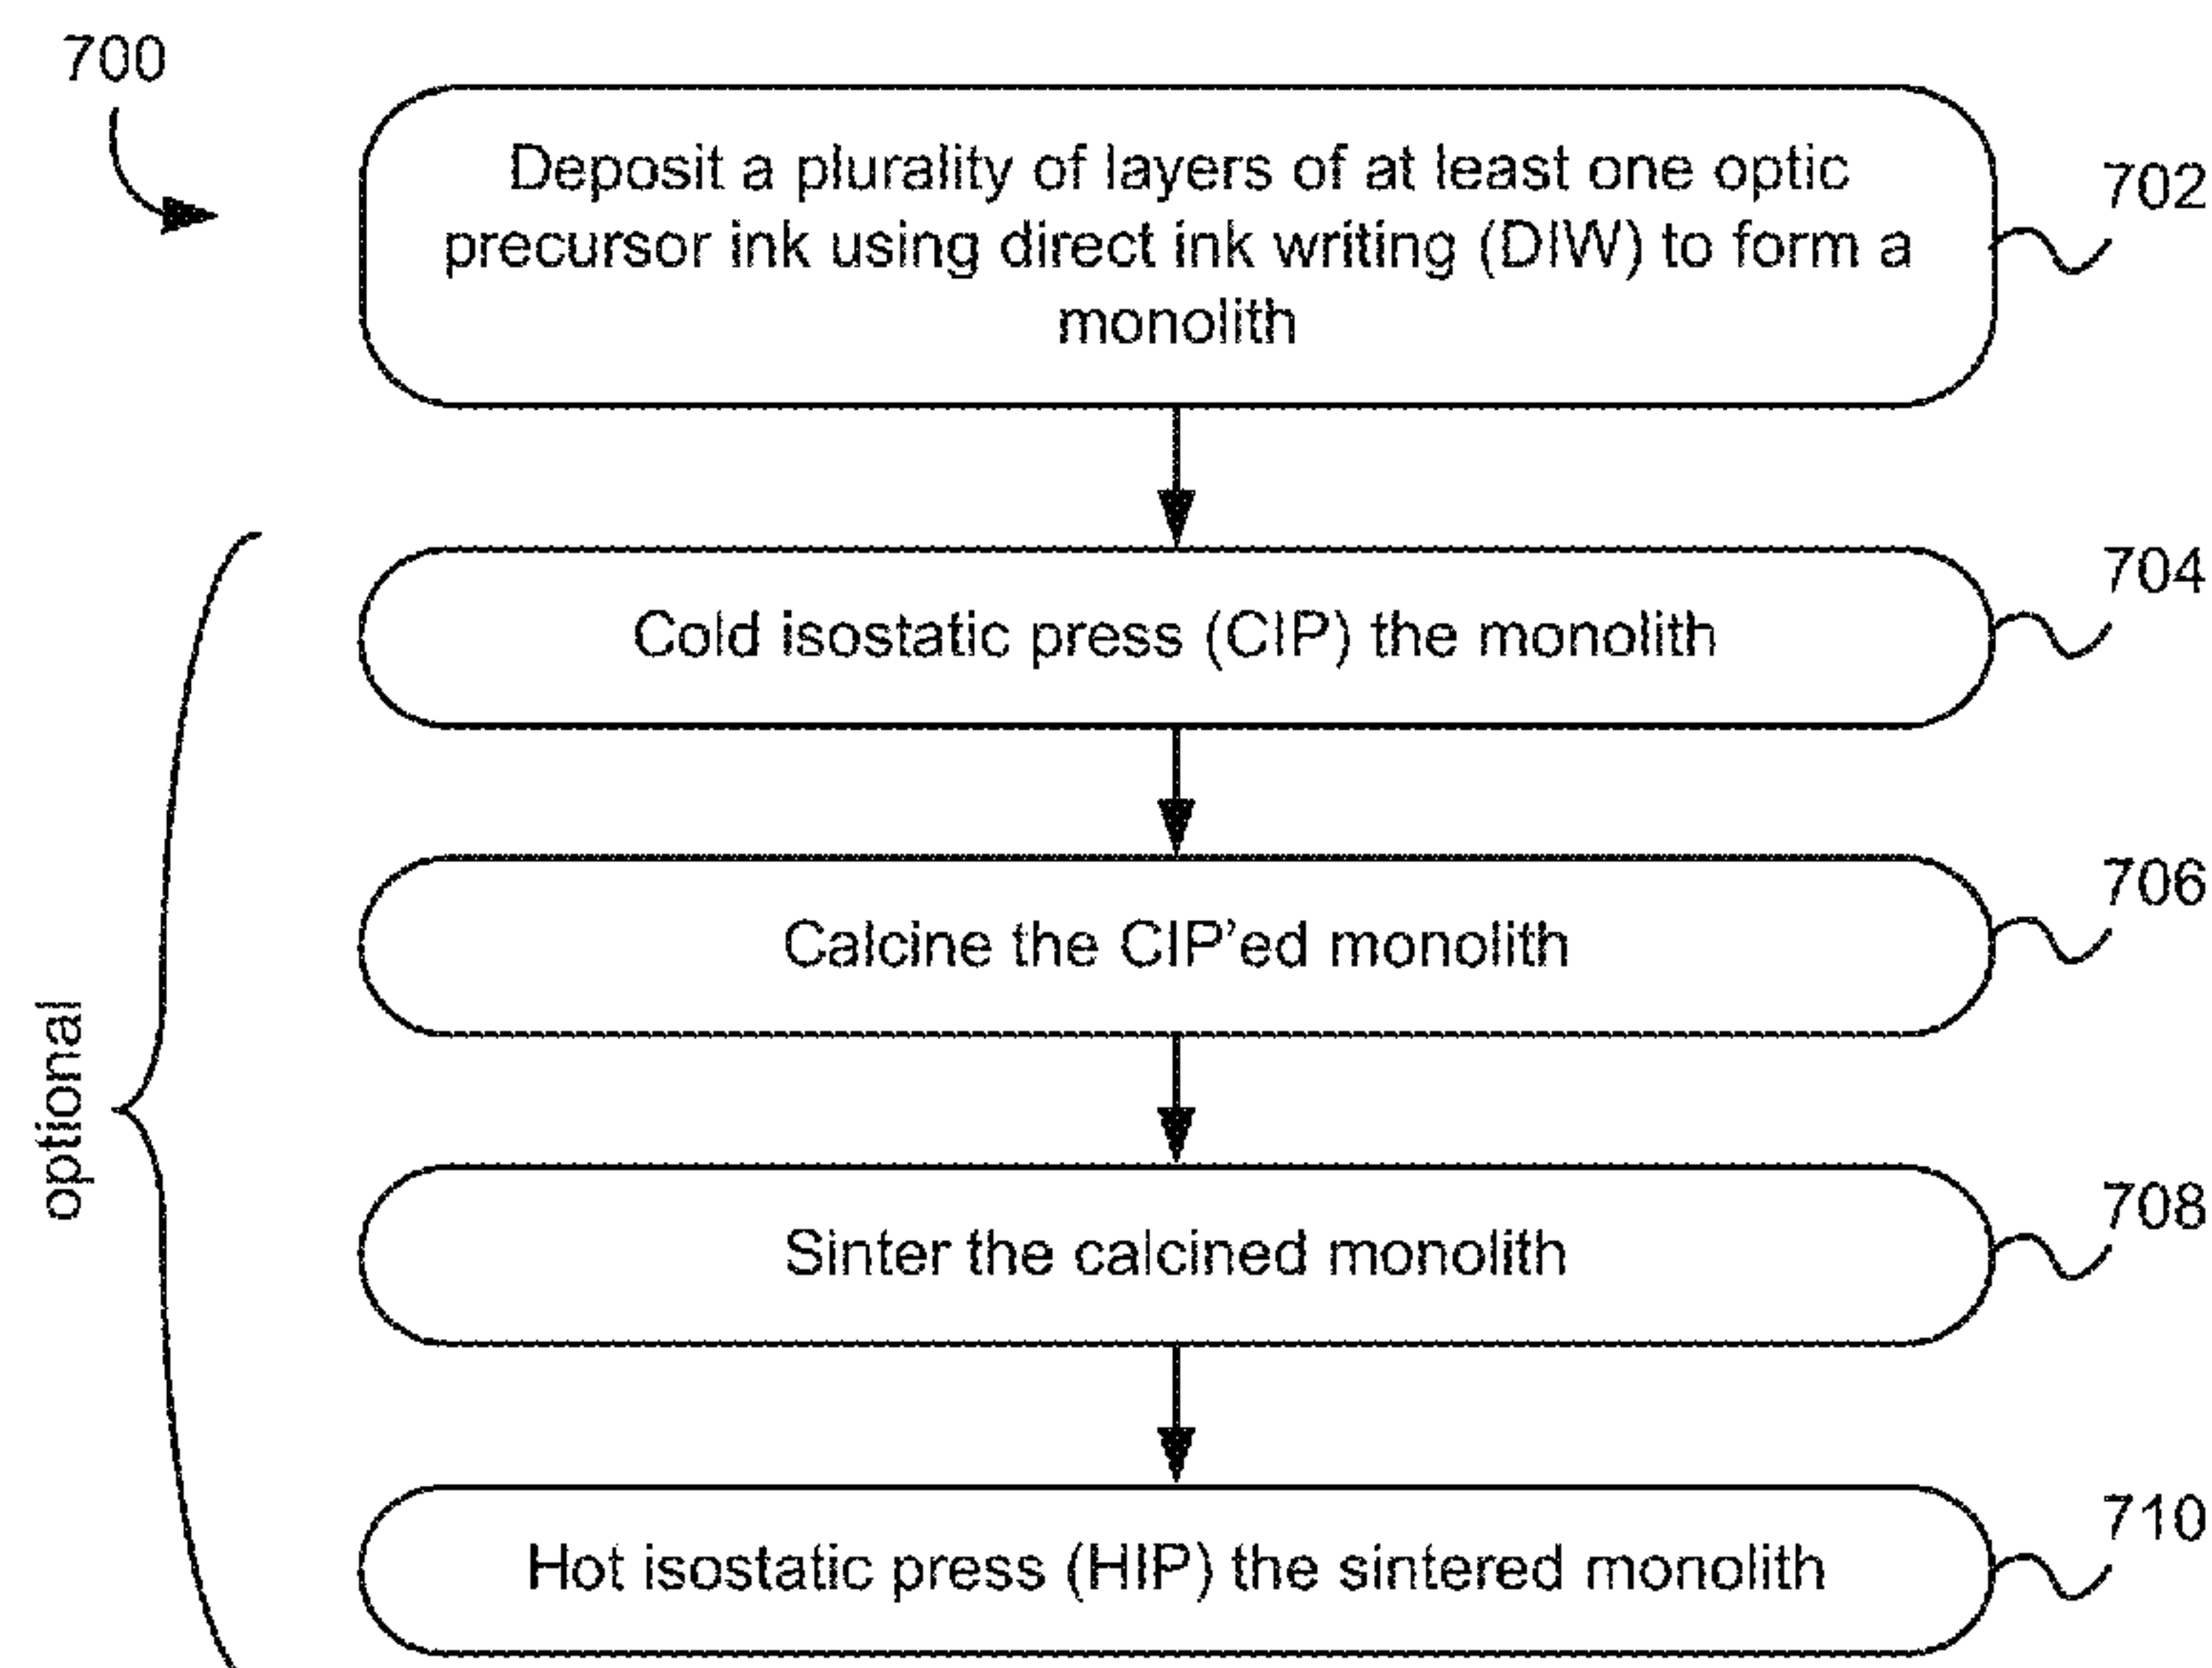 700
Deposit a plurality of layers of at least one optic
precursor ink using direct ink writing (DIW) to form a
monolith
702
Cold isostatic press (CIP) the monolith
704
Calcine the CIP'ed monolith
706
optional
Sinter the calcined monolith
708
Hot isostatic press (HIP) the sintered monolith
710